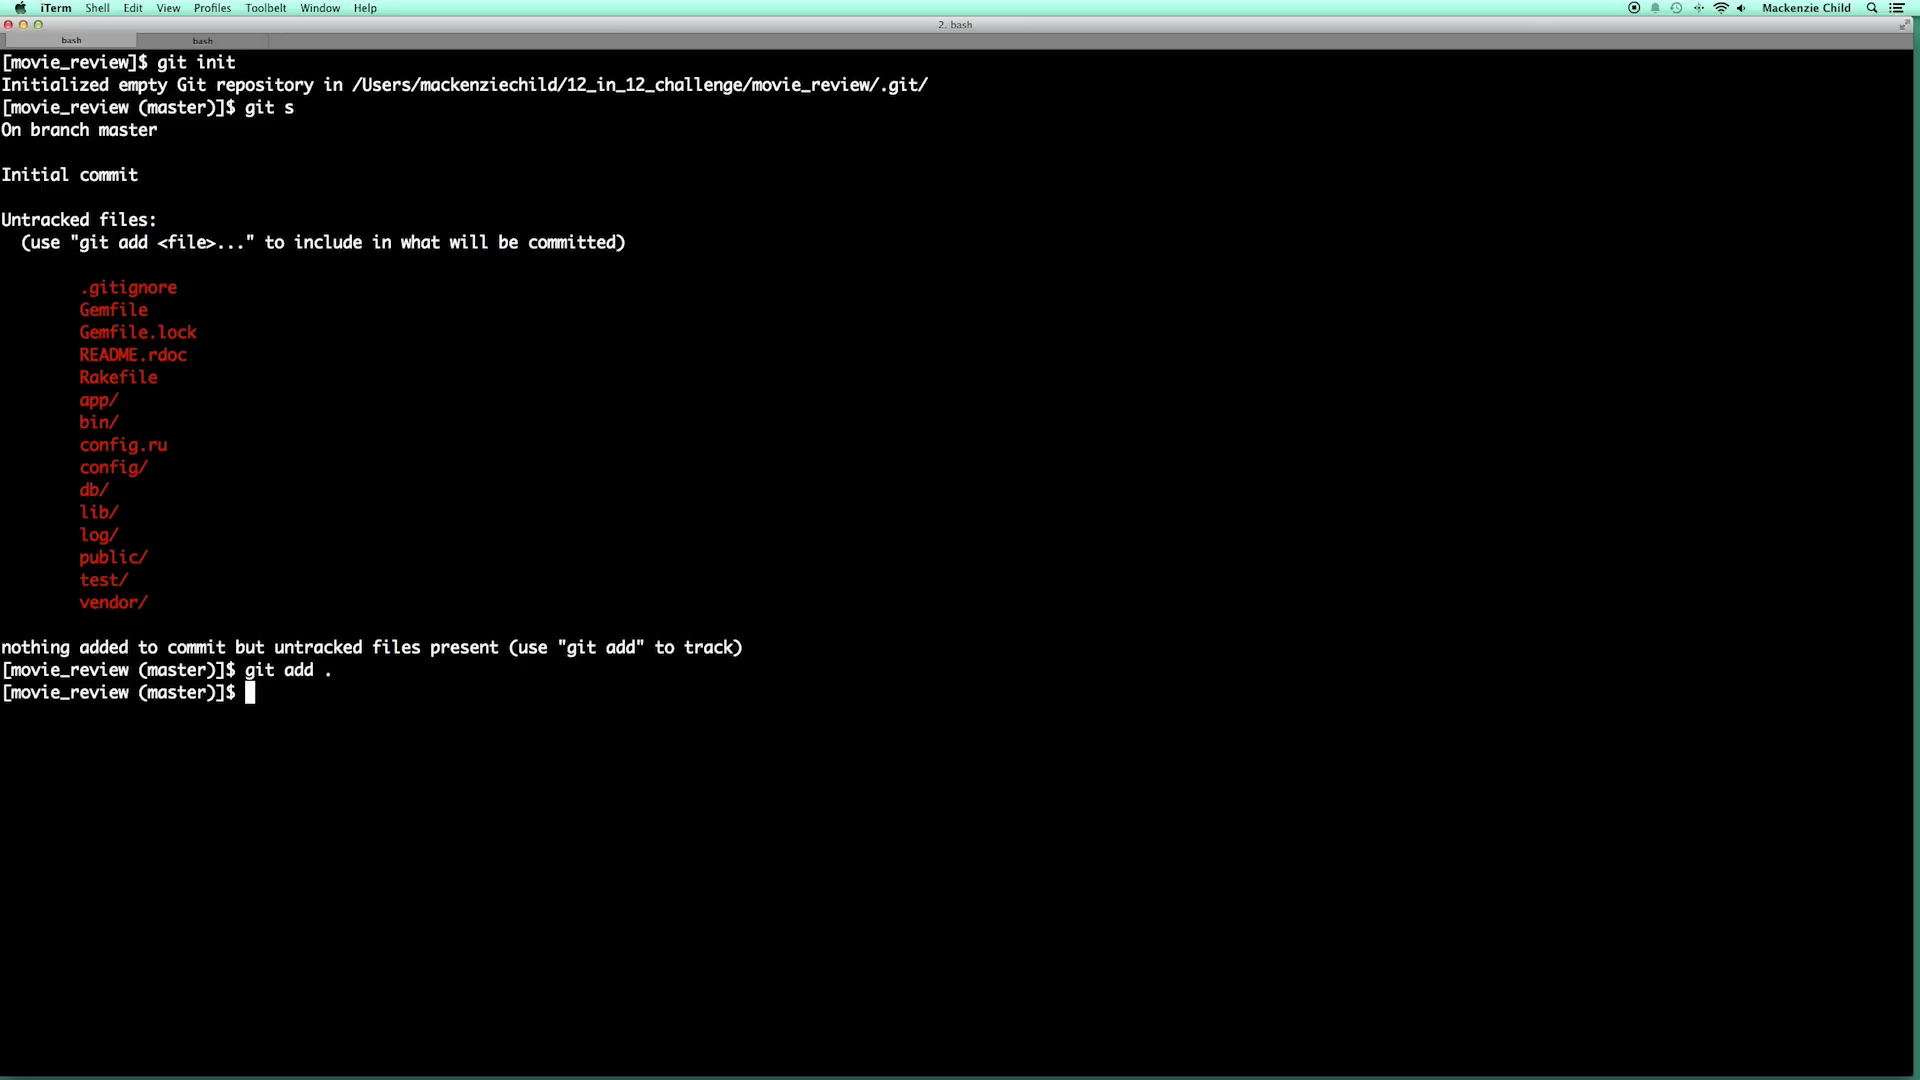 iTerm Shell Edit View Profiles Toolbelt Window Help Mackenzie Child
2. bash
bash bash
[movie_review]$ git init
Initialized empty Git repository in /Users/mackenziechild/12_in_12_challenge/movie_review/.git/
[movie_review (master)]$ git s
On branch master
Initial commit
Untracked files:
(use "git add <file>..." to include in what will be committed)
.gitignore
Gemfile
Gemfile.lock
README.rdoc
Rakefile
app/
bin/
config.ru
config/
db/
lib/
log/
public/
test/
vendor/
nothing added to commit but untracked files present (use "git add" to track)
[movie_review (master)]$ git add .
[movie_review (master)]$